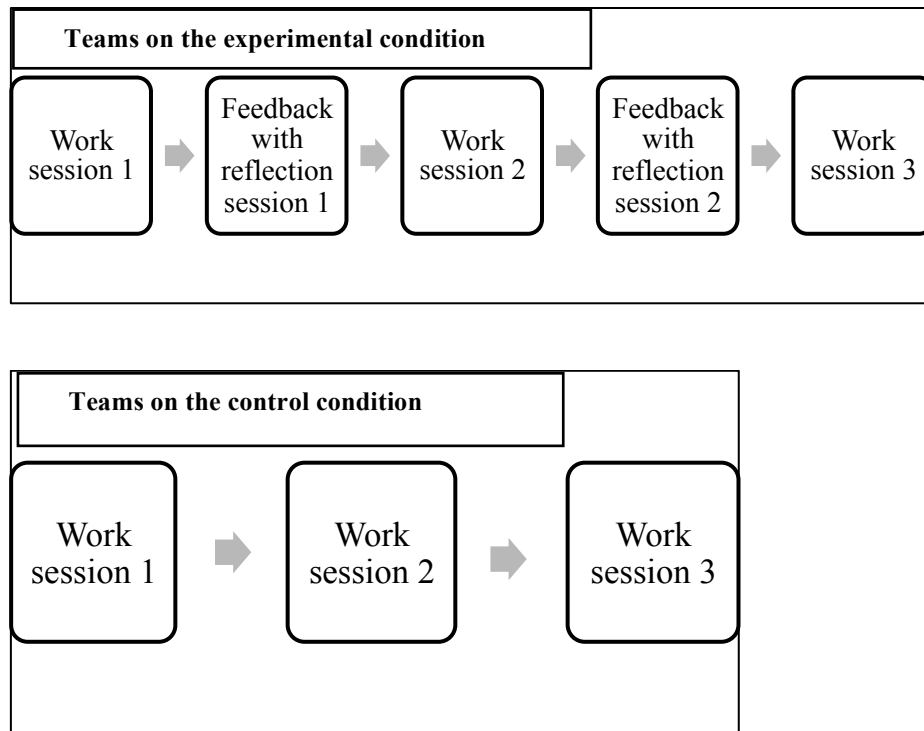 Teams on the experimental condition
Work
session 1
Feedback
with
reflection
session 1
Work
session 2
Feedback
with
reflection
session 2
Work
session 3
Teams on the control condition
Work
session 1
Work
session 2
Work
session 3